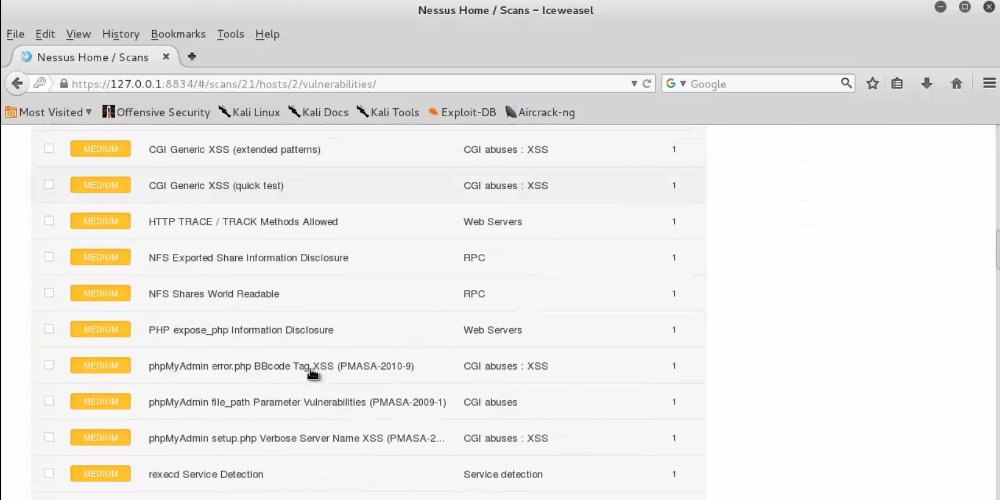 Nessus Home / Scans - Iceweasel
File Edit View History Bookmarks Tools Help
Nessus Home / Scans
https://127.0.0.1:8834/#/scans/21/hosts/2/vulnerabilities/ Google
Most Visited Offensive Security Kali Linux Kali Docs Kali Tools Exploit-DB Aircrack-ng
MEDIUM CGI Generic XSS (extended patterns) CGI abuses : XSS 1
MEDIUM CGI Generic XSS (quick test) CGI abuses : XSS 1
MEDIUM HTTP TRACE / TRACK Methods Allowed Web Servers 1
MEDIUM NFS Exported Share Information Disclosure RPC 1
MEDIUM NFS Shares World Readable RPC 1
MEDIUM PHP expose_php Information Disclosure Web Servers 1
MEDIUM phpMyAdmin error.php BBcode Tag XSS (PMASA-2010-9) CGI abuses : XSS 1
MEDIUM phpMyAdmin file_path Parameter Vulnerabilities (PMASA-2009-1) CGI abuses 1
MEDIUM phpMyAdmin setup.php Verbose Server Name XSS (PMASA-2... CGI abuses : XSS 1
MEDIUM rexecd Service Detection Service detection 1